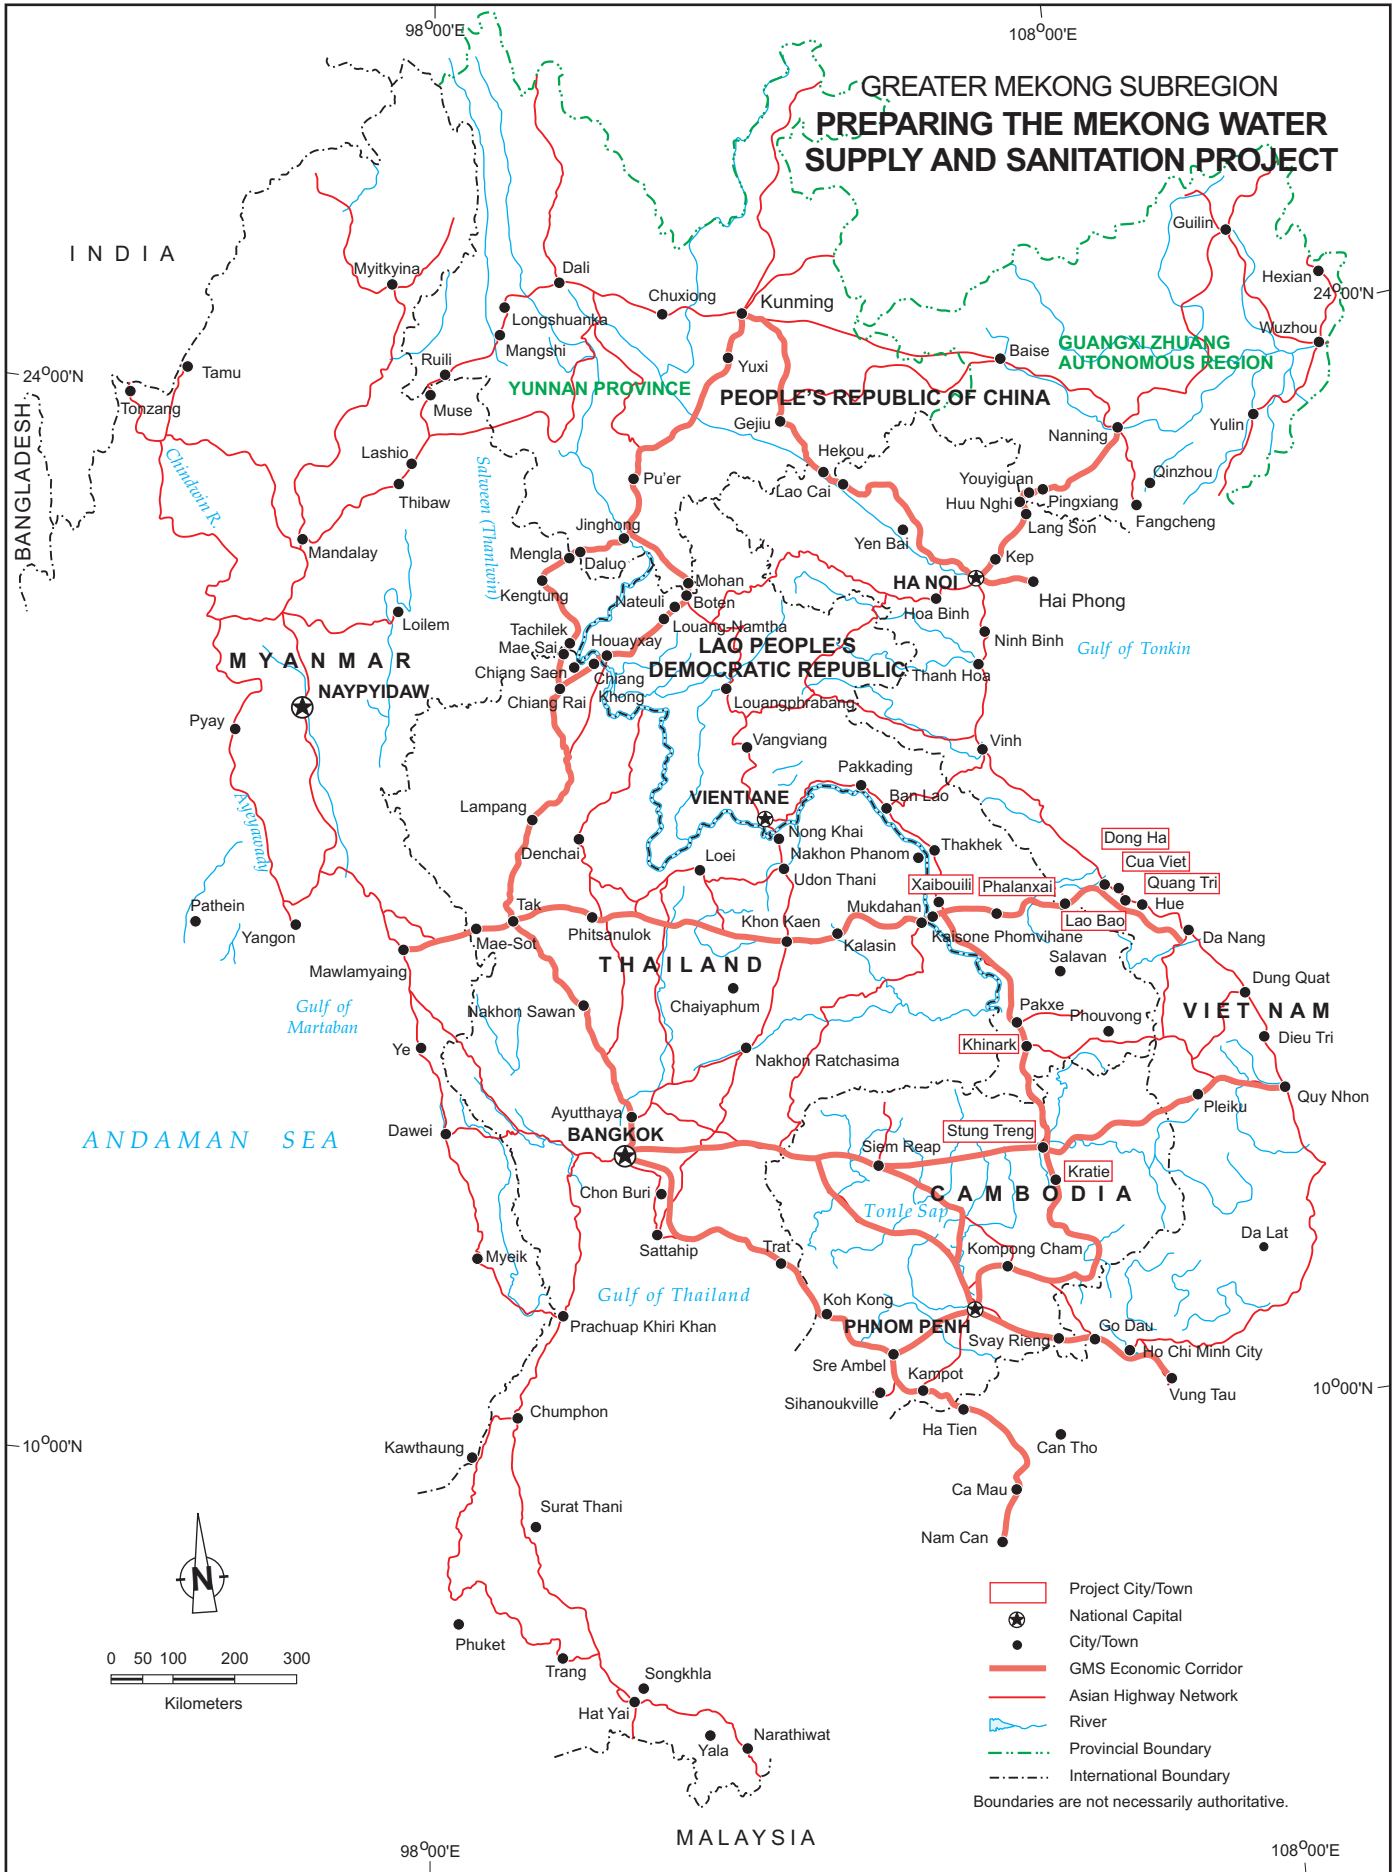 98°00'E
108°00'E
GREATER MEKONG SUBREGION
PREPARING THE MEKONG WATER
SUPPLY AND SANITATION PROJECT
INDIA
Guilin
Myitkyina
Dali
Hexian
24°00'N
Chuxiong
Kunming
Longshuanka
Wuzhou
Mangshi
GUANGXI ZHUANG
AUTONOMOUS REGION
Baise
Ruili
Yuxi
Tamu
24°00'N
YUNNAN PROVINCE
PEOPLE'S REPUBLIC OF CHINA
Tonzang
Muse
Gejiu
Nanning
Yulin
BANGLADESH
Lashio
Hekou
Chindwin R.
Salween (Thanlwin)
Pu'er
Lao Cai
Youyiguan
Qinzhou
Thibaw
Huu Nghi
Pingxiang
Fangcheng
Lang Son
Jinghong
Yen Bai
Mandalay
Mengla
Daluo
Kep
Mohan
HA NOI
Kengtung
Nateuli
Boten
Hoa Binh
Hai Phong
Loilem
Louang-Namtha
Tachilek
Mae Sai
Houayxay
LAO PEOPLE'S
DEMOCRATIC REPUBLIC
Ninh Binh
Gulf of Tonkin
MYANMAR
Chiang Saen
Chiang
Khong
Thanh Hoa
NAYPYIDAW
Chiang Rai
Louangphrabang
Pyay
Vangviang
Vinh
Pakkading
Ayeyawady
Lampang
VIENTIANE
Ban Lao
Nong Khai
Dong Ha
Denchai
Loei
Nakhon Phanom
Thakhek
Cua Viet
Udon Thani
Xaibouili
Phalanxai
Quang Tri
Pathein
Tak
Mukdahan
Hue
Yangon
Phitsanulok
Khon Kaen
Lao Bao
Mae-Sot
Kalasin
Kaisone Phomvihane
Da Nang
Mawlamyaing
THAILAND
Salavan
Chaiyaphum
Dung Quat
Gulf of
Martaban
Nakhon Sawan
Pakxe
Phouvong
VIET NAM
Ye
Khinark
Dieu Tri
Nakhon Ratchasima
Pleiku
Quy Nhon
Ayutthaya
Dawei
BANGKOK
Stung Treng
ANDAMAN SEA
Siem Reap
Kratie
Chon Buri
CAMBODIA
Tonle Sap
Sattahip
Trat
Kompong Cham
Da Lat
Myeik
Gulf of Thailand
Koh Kong
Prachuap Khiri Khan
PHNOM PENH
Svay Rieng
Go Dau
Ho Chi Minh City
Sre Ambel
Kampot
Vung Tau
Sihanoukville
10°00'N
Chumphon
Ha Tien
Can Tho
10°00'N
Kawthaung
Ca Mau
Surat Thani
Nam Can
N
Project City/Town
National Capital
Phuket
City/Town
0 50 100 200 300
Trang
Songkhla
GMS Economic Corridor
Kilometers
Asian Highway Network
Hat Yai
River
Yala
Narathiwat
Provincial Boundary
International Boundary
Boundaries are not necessarily authoritative.
MALAYSIA
98°00'E
108°00'E